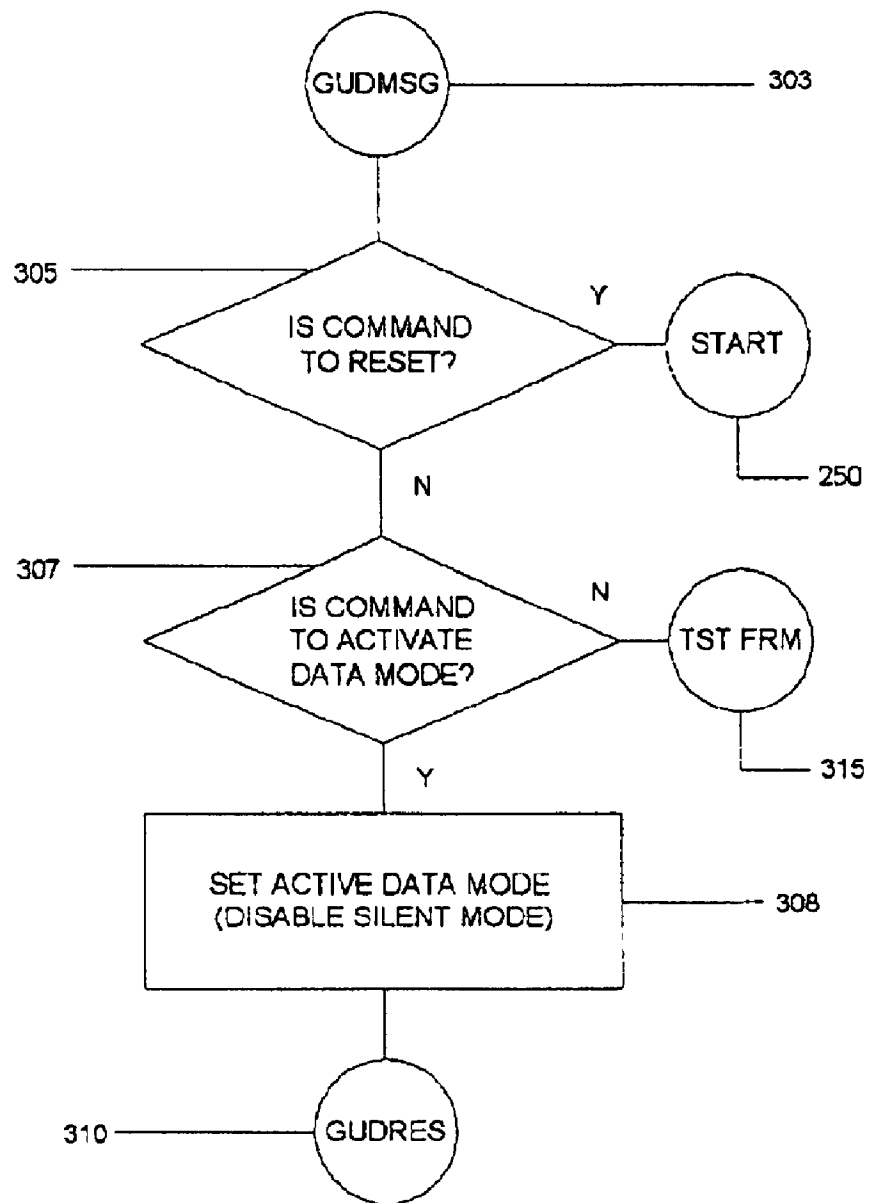 GUDMSG
303
305
IS COMMAND
TO RESET?
Y
START
250
N
307
IS COMMAND
TO ACTIVATE
DATA MODE?
N
TST FRM
315
Y
SET ACTIVE DATA MODE
(DISABLE SILENT MODE)
308
310
GUDRES